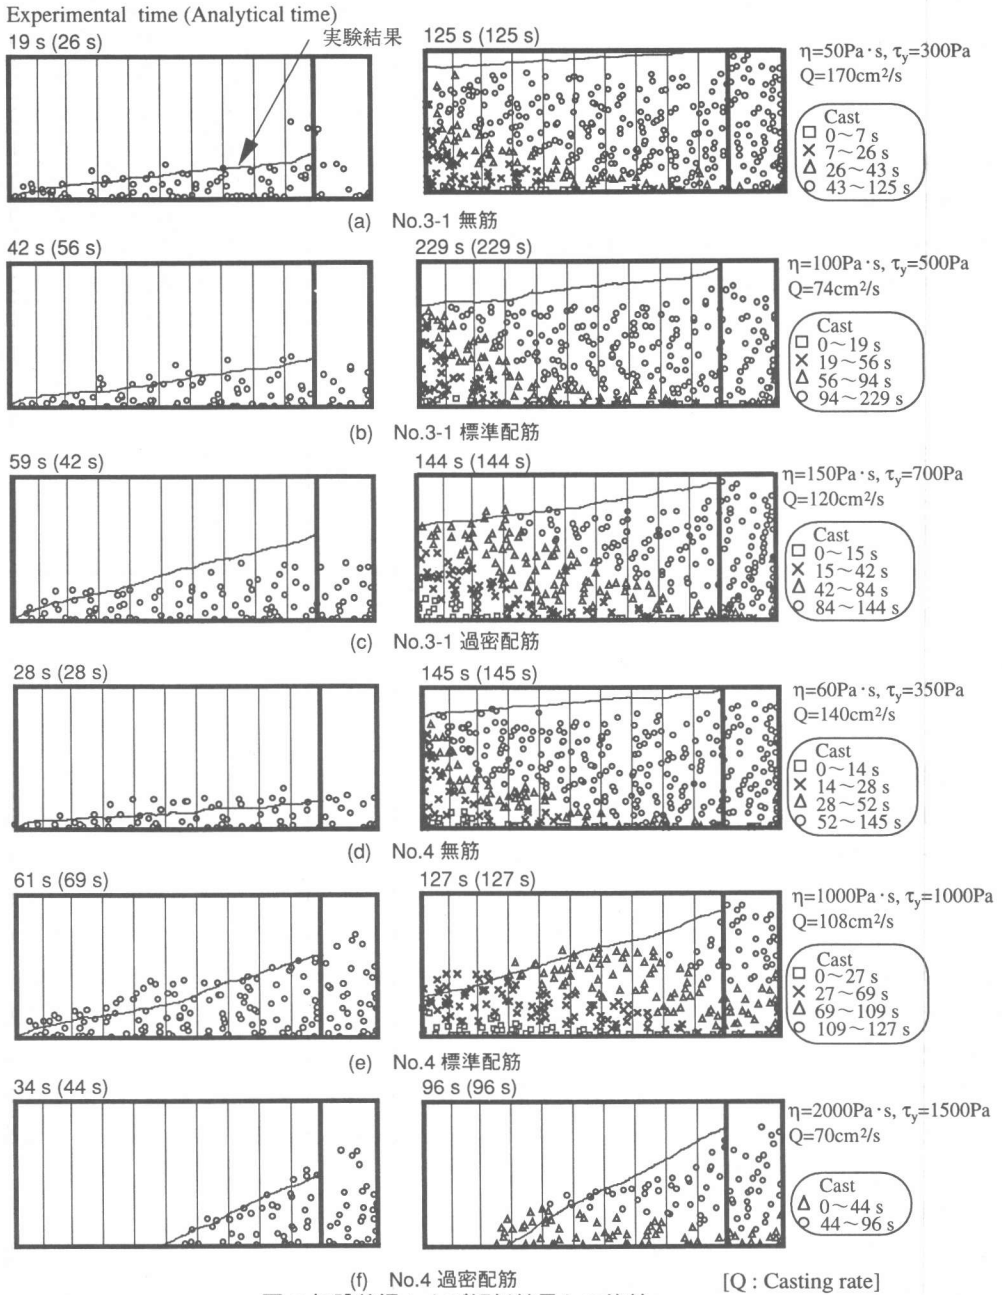 Experimental time (Analytical time)
19 s (26 s)
実験結果
125 s (125 s)
η=50Pa·s, τy=300Pa
Q=170cm²/s
Cast
□ 0～7 s
× 7～26 s
△ 26～43 s
○ 43～125 s
(a) No.3-1 無筋
42 s (56 s)
229 s (229 s)
η=100Pa·s, τy=500Pa
Q=74cm²/s
Cast
□ 0～19 s
× 19～56 s
△ 56～94 s
○ 94～229 s
(b) No.3-1 標準配筋
59 s (42 s)
144 s (144 s)
η=150Pa·s, τy=700Pa
Q=120cm²/s
Cast
□ 0～15 s
× 15～42 s
△ 42～84 s
○ 84～144 s
(c) No.3-1 過密配筋
28 s (28 s)
145 s (145 s)
η=60Pa·s, τy=350Pa
Q=140cm²/s
Cast
□ 0～14 s
× 14～28 s
△ 28～52 s
○ 52～145 s
(d) No.4 無筋
61 s (69 s)
127 s (127 s)
η=1000Pa·s, τy=1000Pa
Q=108cm²/s
Cast
□ 0～27 s
× 27～69 s
△ 69～109 s
○ 109～127 s
(e) No.4 標準配筋
34 s (44 s)
96 s (96 s)
η=2000Pa·s, τy=1500Pa
Q=70cm²/s
Cast
△ 0～44 s
○ 44～96 s
(f) No.4 過密配筋
[Q : Casting rate]